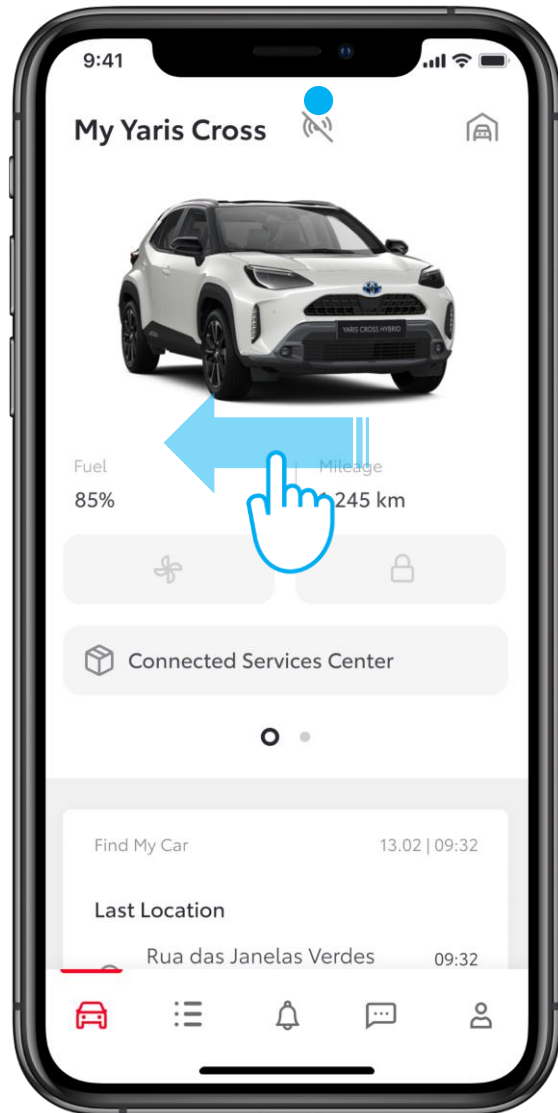 9:41
My Yaris Cross
YARIS CROSS HYBRID
Fuel Mileage
85% 245 km
Connected Services Center
Find My Car 13.02 | 09:32
Last Location
Rua das Janelas Verdes 09:32